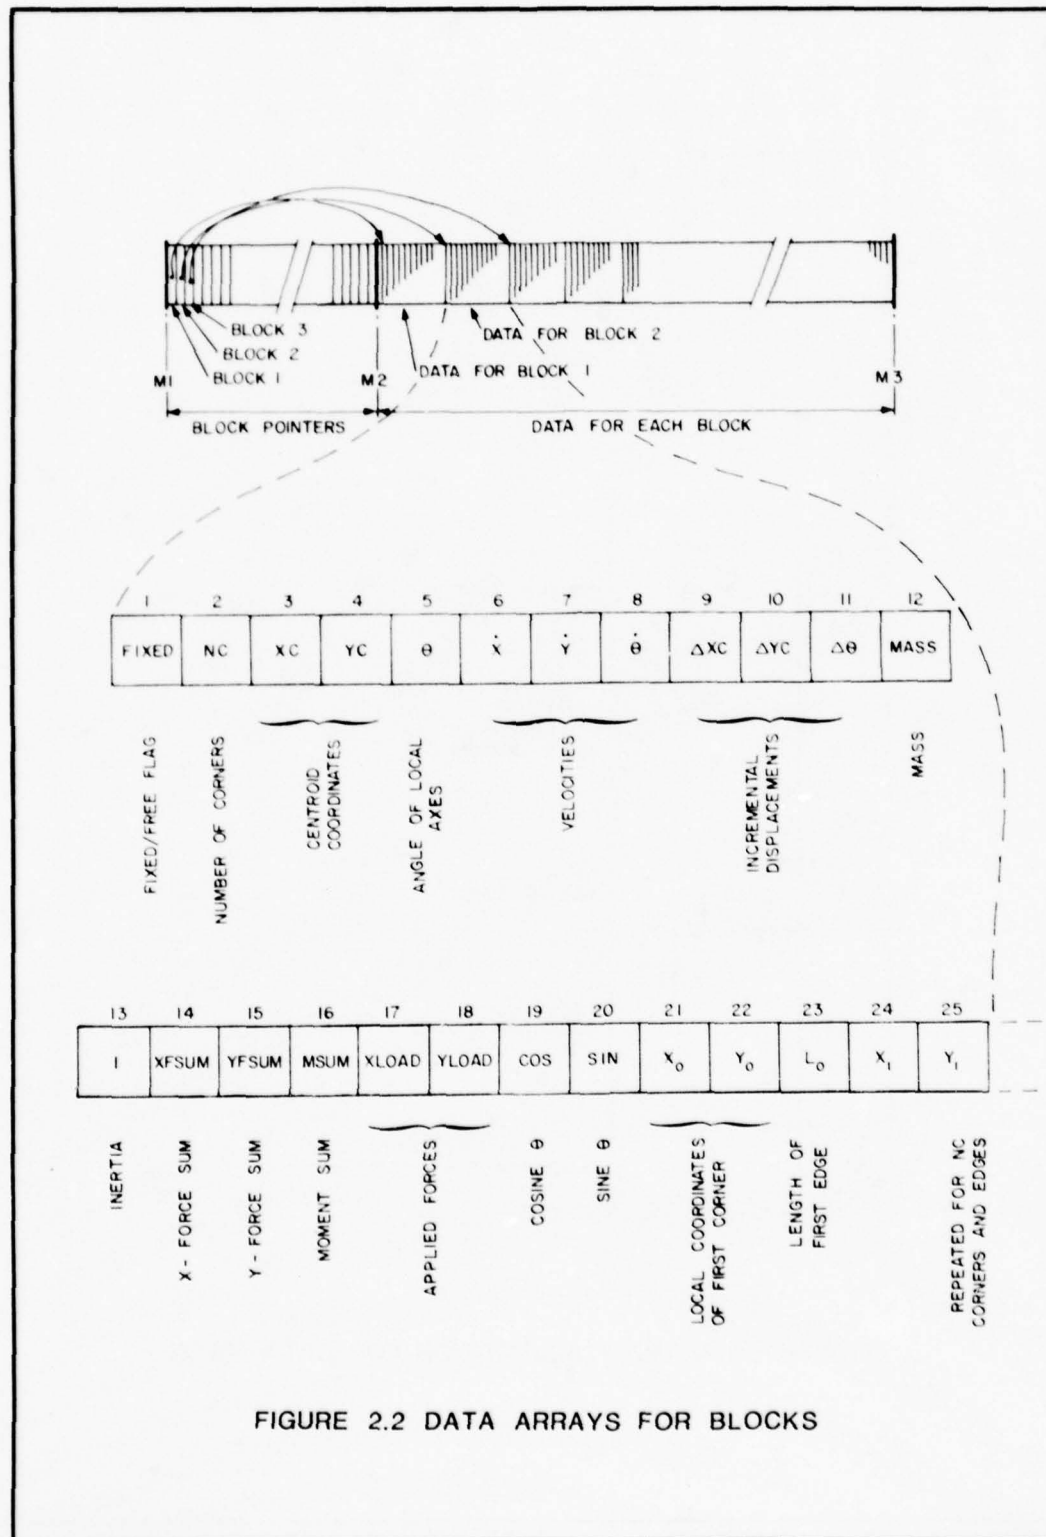 BLOCK 3
DATA FOR BLOCK 2
BLOCK 2
M1
BLOCK 1
M2
DATA FOR BLOCK 1
M3
BLOCK POINTERS
DATA FOR EACH BLOCK
1 2 3 4 5 6 7 8 9 10 11 12
FIXED NC XC YC θ Ẋ Ẏ θ̇ ΔXC ΔYC Δθ MASS
FIXED/FREE FLAG
NUMBER OF CORNERS
CENTROID
COORDINATES
ANGLE OF LOCAL
AXES
VELOCITIES
INCREMENTAL
DISPLACEMENTS
MASS
13 14 15 16 17 18 19 20 21 22 23 24 25
I XFSUM YFSUM MSUM XLOAD YLOAD COS SIN X₀ Y₀ L₀ X₁ Y₁
INERTIA
X - FORCE SUM
Y - FORCE SUM
MOMENT SUM
APPLIED FORCES
COSINE θ
SINE θ
LOCAL COORDINATES
OF FIRST CORNER
LENGTH OF
FIRST EDGE
REPEATED FOR NC
CORNERS AND EDGES
FIGURE 2.2 DATA ARRAYS FOR BLOCKS